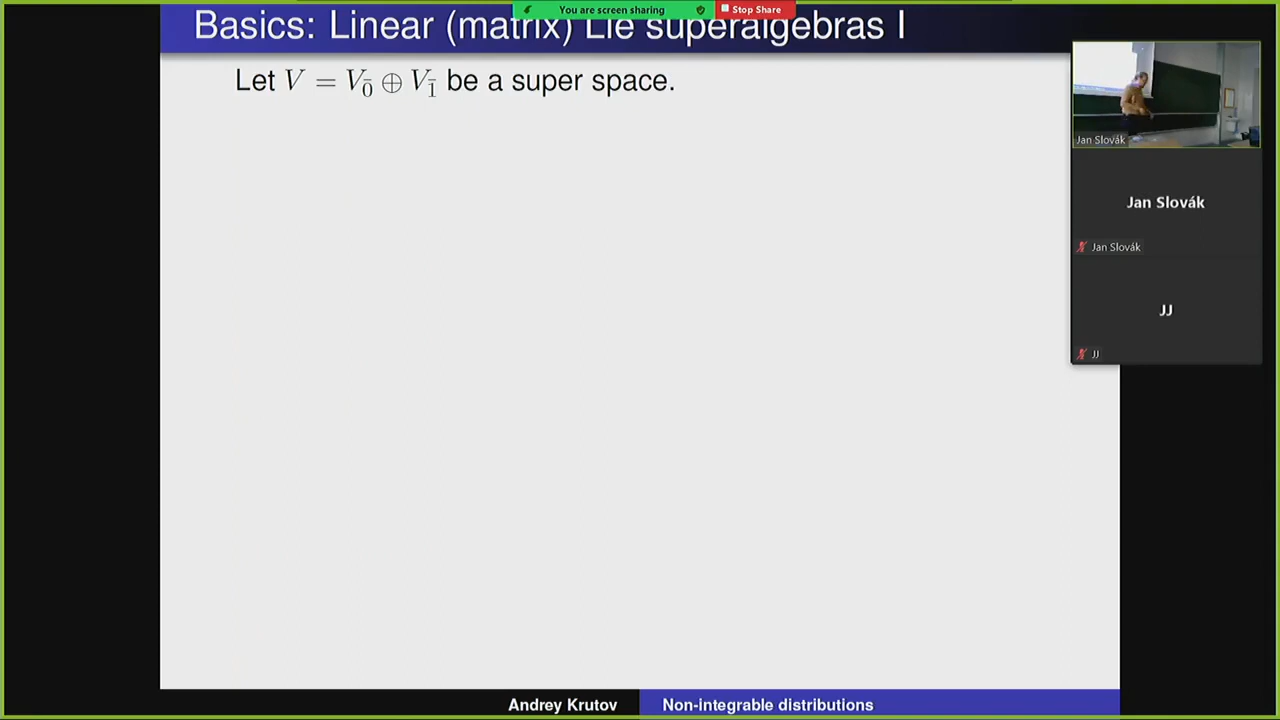 You are screen sharing
Stop Share
Basics: Linear (matrix) Lie superalgebras I
Let V = V_0̄ ⊕ V_1̄ be a super space.
Jan Slovák
Jan Slovák
Jan Slovák
JJ
JJ
Andrey Krutov
Non-integrable distributions